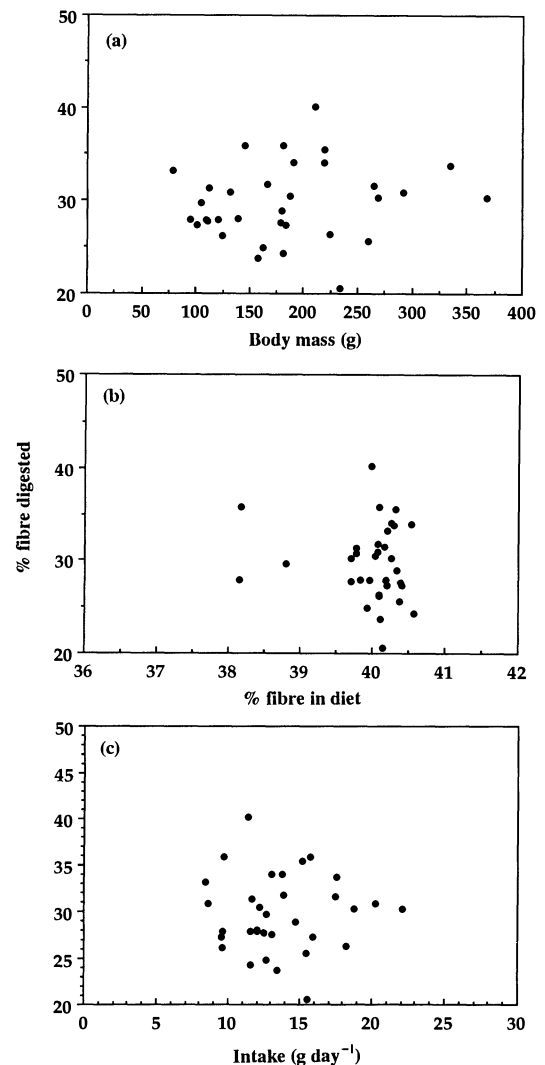 50
(a)
40
30
20
0 50 100 150 200 250 300 350 400
Body mass (g)
50
(b)
40
% fibre digested
30
20
36 37 38 39 40 41 42
% fibre in diet
50
(c)
45
40
35
30
25
20
0 5 10 15 20 25 30
Intake (g day⁻¹)